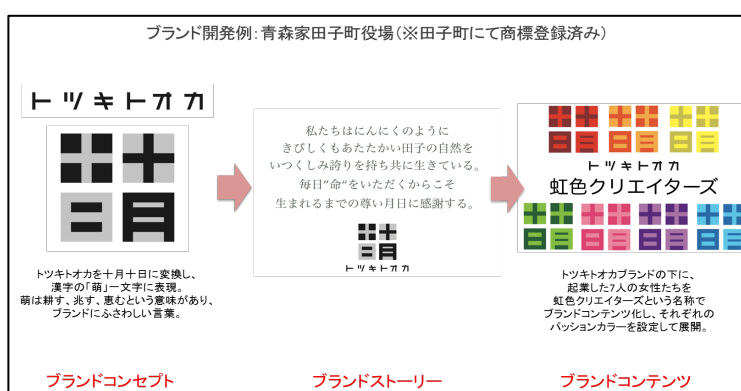 ブランド開発例：青森家田子町役場（※田子町にて商標登録済み）
トツキトオカ
トツキトオカを十月十日に変換し、
漢字の「萌」一文字に表現。
萌は耕す、兆す、恵むという意味があり、
ブランドにふさわしい言葉。
ブランドコンセプト
私たちはにんにくのように
きびしくもあたたかい田子の自然を
いつくしみ誇りを持ち共に生きている。
毎日”命“をいただくからこそ
生まれるまでの尊い月日に感謝する。
トツキトオカ
ブランドストーリー
トツキトオカ
虹色クリエイターズ
トツキトオカブランドの下に、
起業した7人の女性たちを
虹色クリエイターズという名称で
ブランドコンテンツ化し、それぞれの
パッションカラーを設定して展開。
ブランドコンテンツ